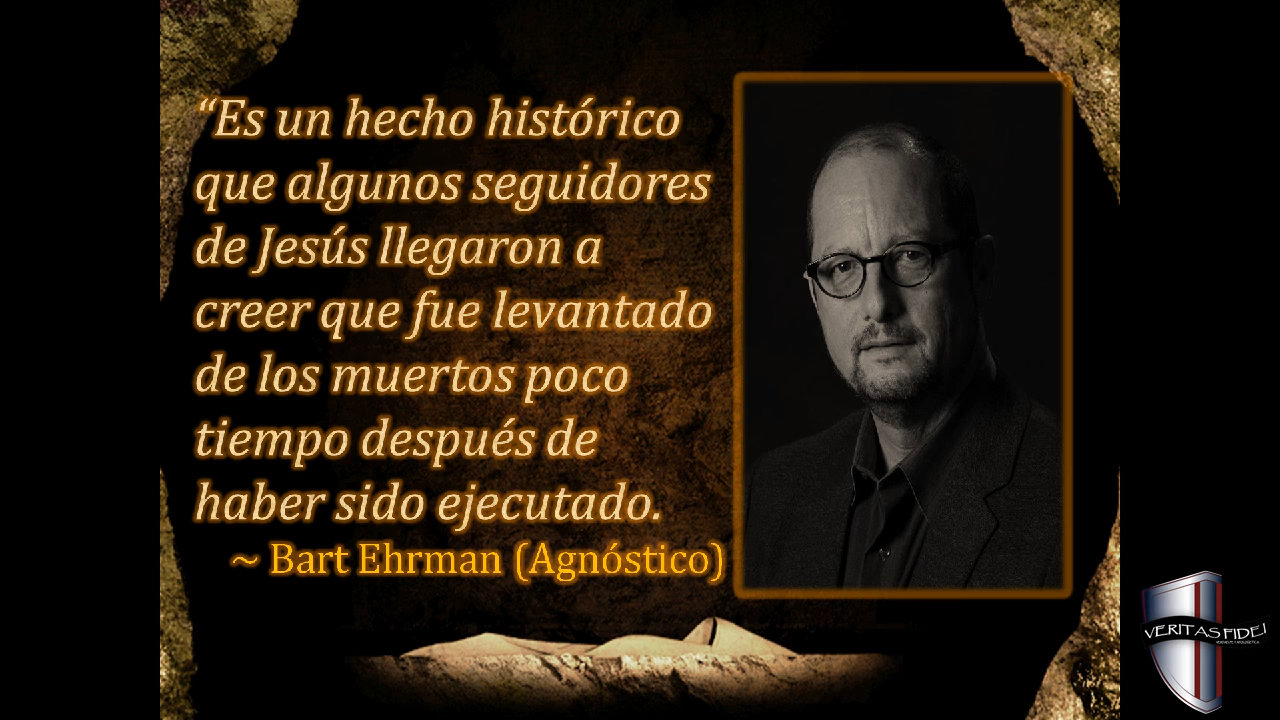 “Es un hecho histórico
que algunos seguidores
de Jesús llegaron a
creer que fue levantado
de los muertos poco
tiempo después de
haber sido ejecutado.
~ Bart Ehrman (Agnóstico)
VERITAS FIDEI